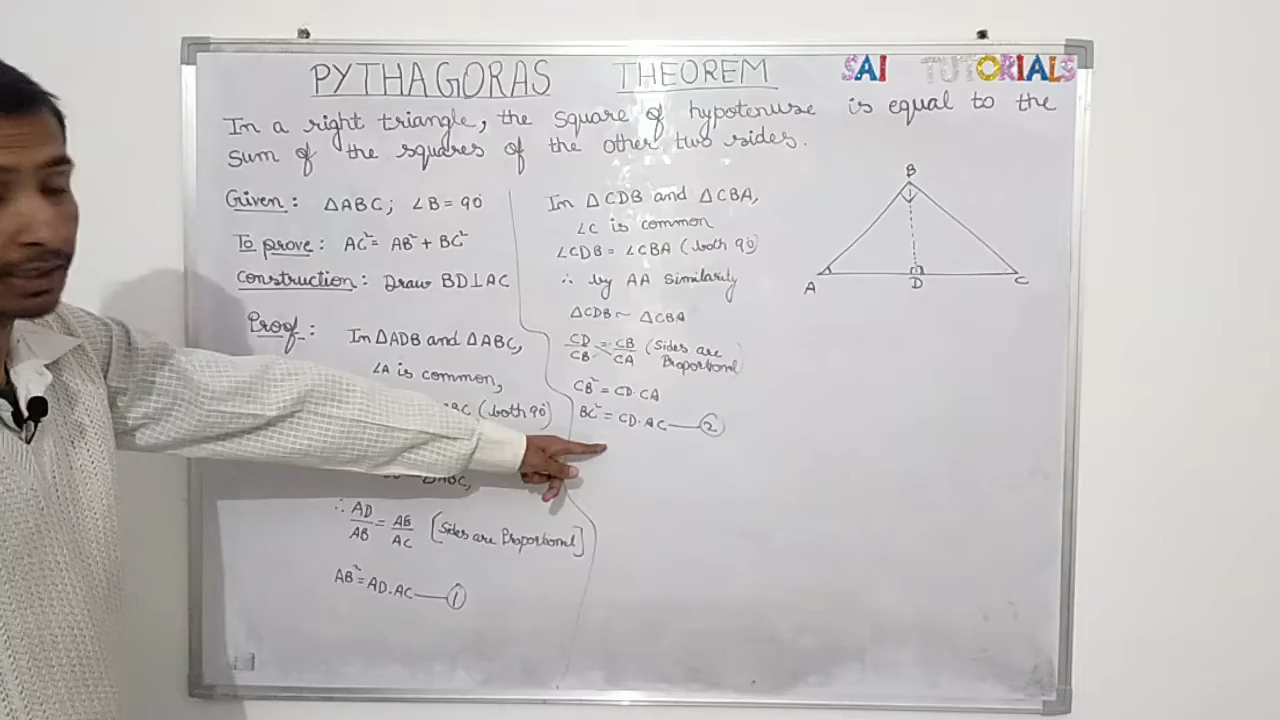 PYTHAGORAS THEOREM
SAI TUTORIALS
In a right triangle, the square of hypotenuse is equal to the
sum of the squares of the other two sides.
Given: △ABC; ∠B = 90°
To prove: AC² = AB² + BC²
Construction: Draw BD⊥AC
Proof: In △ADB and △ABC,
∠A is common,
(both 90°)
△ABC,
∴ AD/AB = AB/AC [Sides are Proportional]
AB² = AD.AC — ①
In △CDB and △CBA,
∠C is common
∠CDB = ∠CBA (both 90°)
∴ by AA similarity
△CDB ~ △CBA
CD/CB = CB/CA (Sides are
Proportional)
CB² = CD.CA
BC² = CD.AC — ②
B
A D C